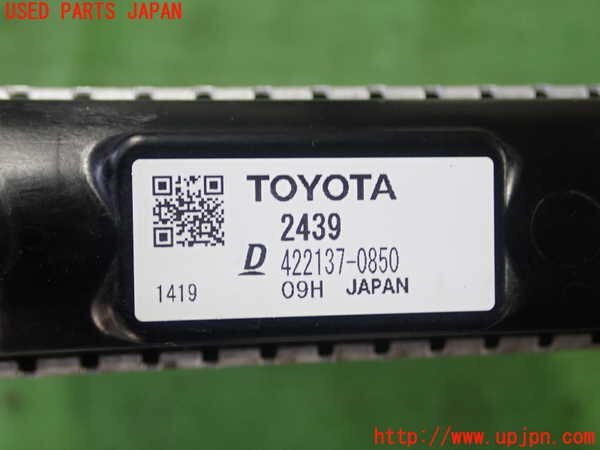 USED PARTS JAPAN
TOYOTA
2439
D 422137-0850
1419 09H JAPAN
http://www.upjpn.com/